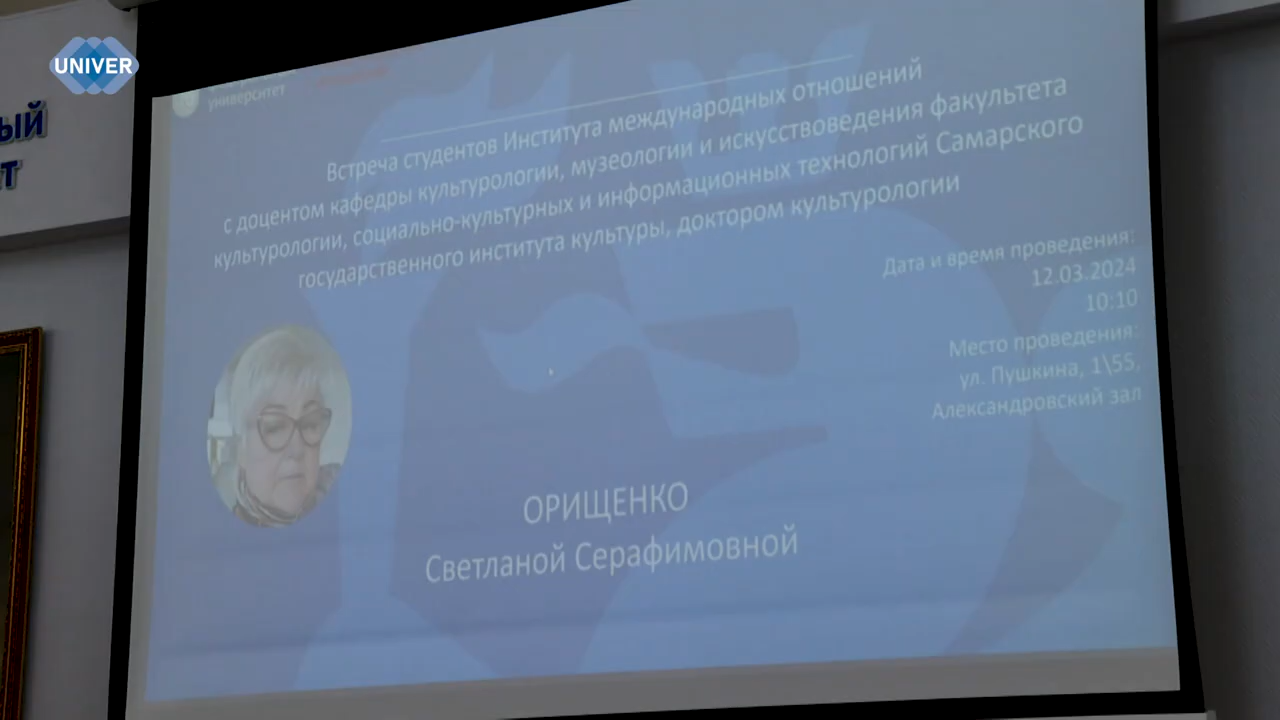 UNIVER
ый
т
университет
Встреча студентов Института международных отношений
с доцентом кафедры культурологии, музеологии и искусствоведения факультета
культурологии, социально-культурных и информационных технологий Самарского
государственного института культуры, доктором культурологии
Дата и время проведения:
12.03.2024
10:10
Место проведения:
ул. Пушкина, 1\55,
Александровский зал
ОРИЩЕНКО
Светланой Серафимовной